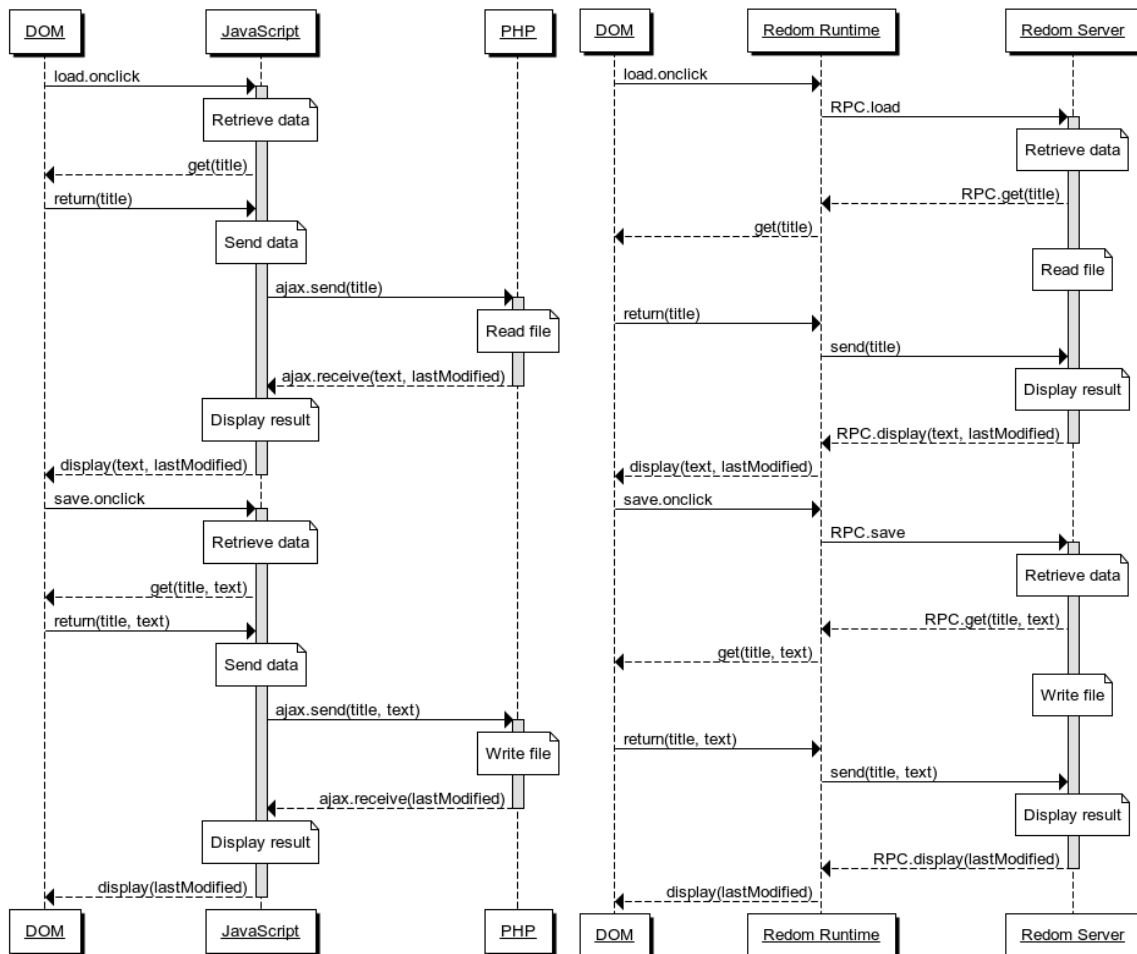 DOM
JavaScript
PHP
load.onclick
Retrieve data
get(title)
return(title)
Send data
ajax.send(title)
Read file
ajax.receive(text, lastModified)
Display result
display(text, lastModified)
save.onclick
Retrieve data
get(title, text)
return(title, text)
Send data
ajax.send(title, text)
Write file
ajax.receive(lastModified)
Display result
display(lastModified)
DOM
JavaScript
PHP
DOM
Redom Runtime
Redom Server
load.onclick
RPC.load
Retrieve data
RPC.get(title)
get(title)
Read file
return(title)
send(title)
Display result
RPC.display(text, lastModified)
display(text, lastModified)
save.onclick
RPC.save
Retrieve data
RPC.get(title, text)
get(title, text)
Write file
return(title, text)
send(title, text)
Display result
RPC.display(lastModified)
display(lastModified)
DOM
Redom Runtime
Redom Server